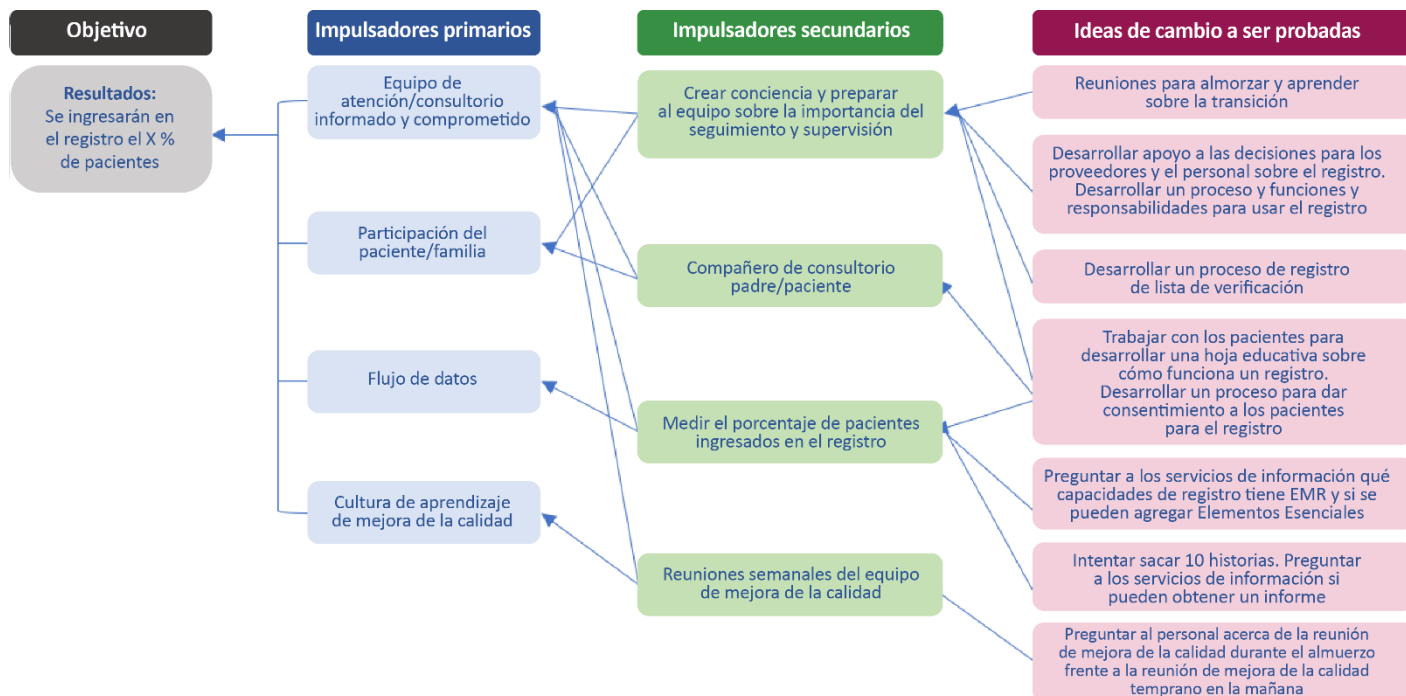 Objetivo
Resultados:
Se ingresarán en
el registro el X %
de pacientes
Impulsadores primarios
Equipo de
atención/consultorio
informado y comprometido
Participación del
paciente/familia
Flujo de datos
Cultura de aprendizaje
de mejora de la calidad
Impulsadores secundarios
Crear conciencia y preparar
al equipo sobre la importancia del
seguimiento y supervisión
Compañero de consultorio
padre/paciente
Medir el porcentaje de pacientes
ingresados en el registro
Reuniones semanales del equipo
de mejora de la calidad
Ideas de cambio a ser probadas
Reuniones para almorzar y aprender
sobre la transición
Desarrollar apoyo a las decisiones para los
proveedores y el personal sobre el registro.
Desarrollar un proceso y funciones y
responsabilidades para usar el registro
Desarrollar un proceso de registro
de lista de verificación
Trabajar con los pacientes para
desarrollar una hoja educativa sobre
cómo funciona un registro.
Desarrollar un proceso para dar
consentimiento a los pacientes
para el registro
Preguntar a los servicios de información qué
capacidades de registro tiene EMR y si se
pueden agregar Elementos Esenciales
Intentar sacar 10 historias. Preguntar
a los servicios de información si
pueden obtener un informe
Preguntar al personal acerca de la reunión
de mejora de la calidad durante el almuerzo
frente a la reunión de mejora de la calidad
temprano en la mañana